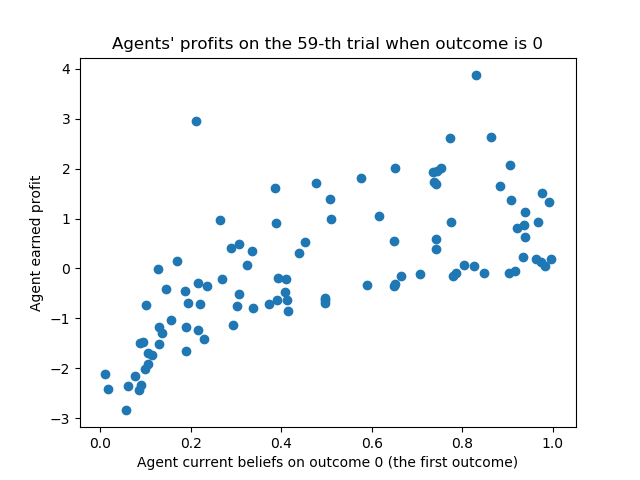 Agents' profits on the 59-th trial when outcome is 0
4
3
2
1
0
−1
−2
−3
Agent earned profit
0.0 0.2 0.4 0.6 0.8 1.0
Agent current beliefs on outcome 0 (the first outcome)